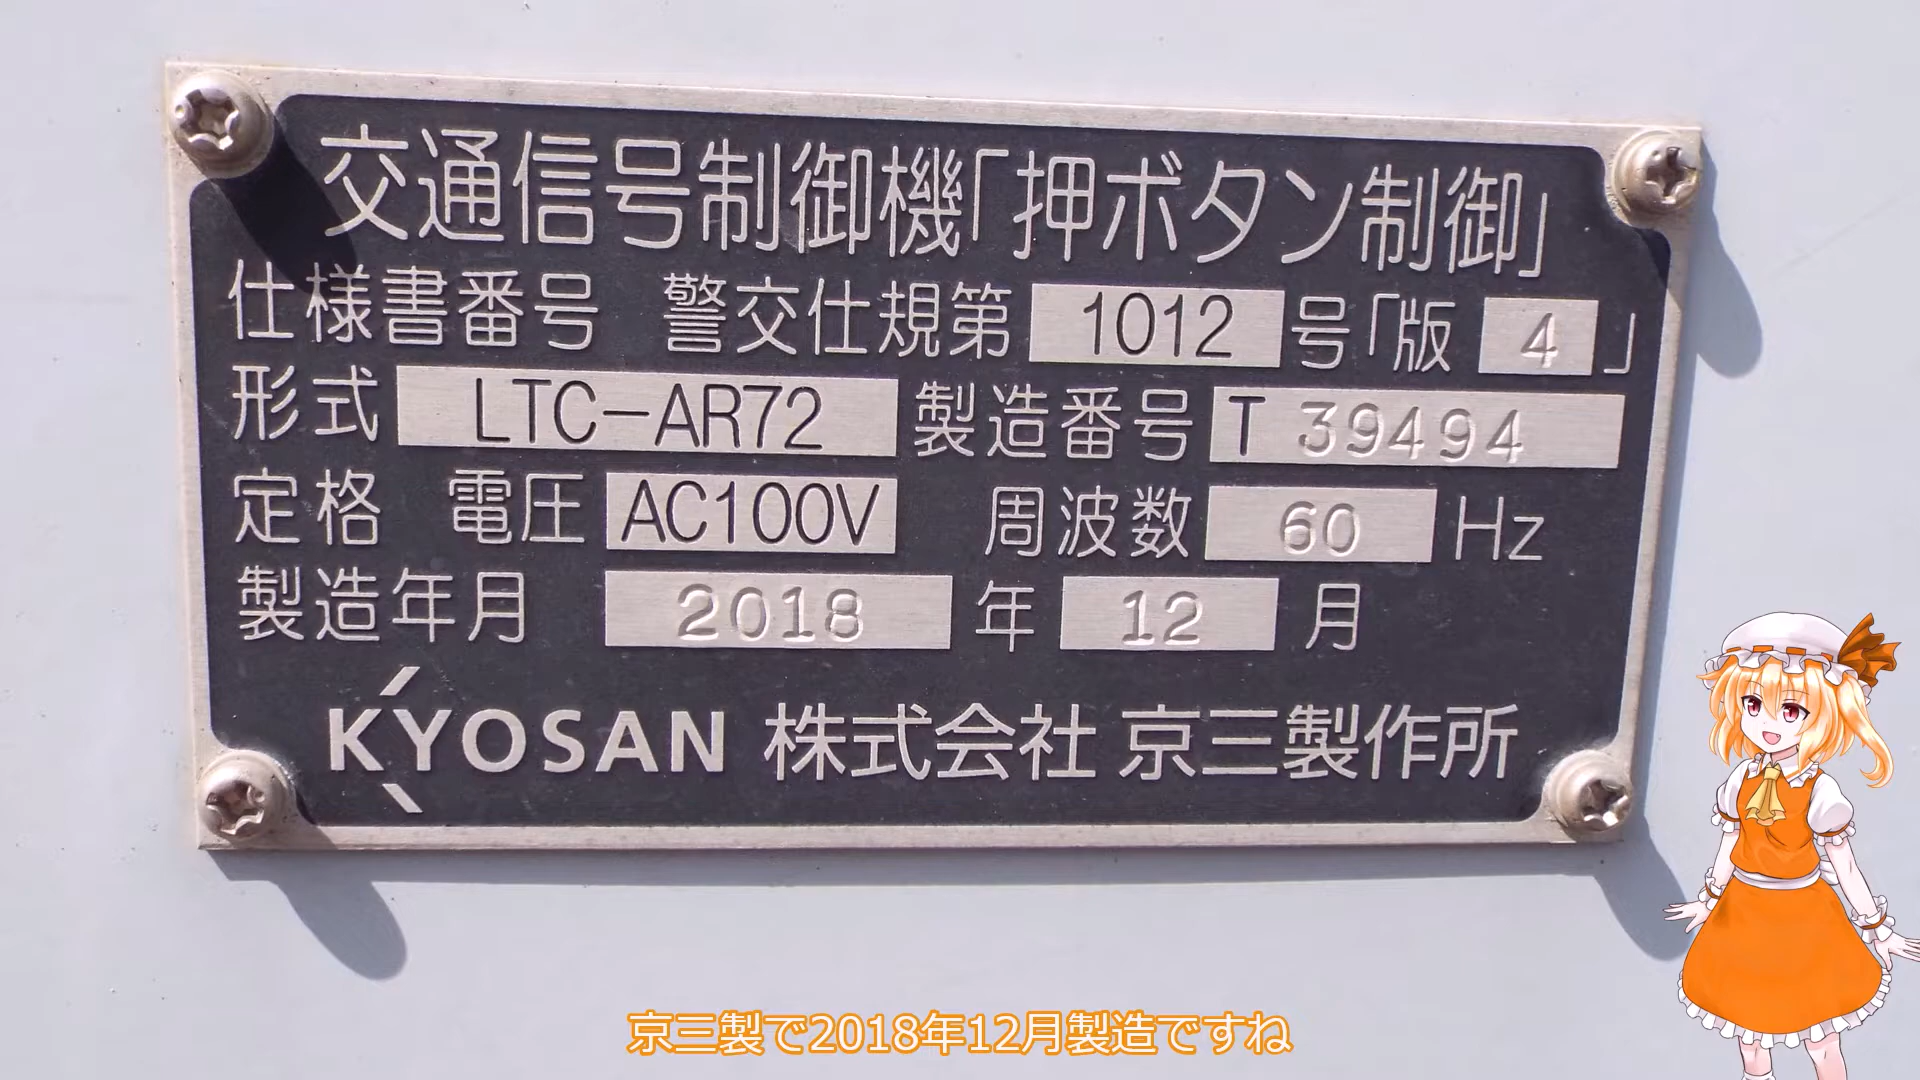 交通信号制御機「押ボタン制御」
仕様書番号 警交仕規第 1012 号「版 4 」
形式 LTC-AR72 製造番号 T 39494
定格 電圧 AC100V 周波数 60 Hz
製造年月 2018 年 12 月
KYOSAN 株式会社 京三製作所
京三製で2018年12月製造ですね